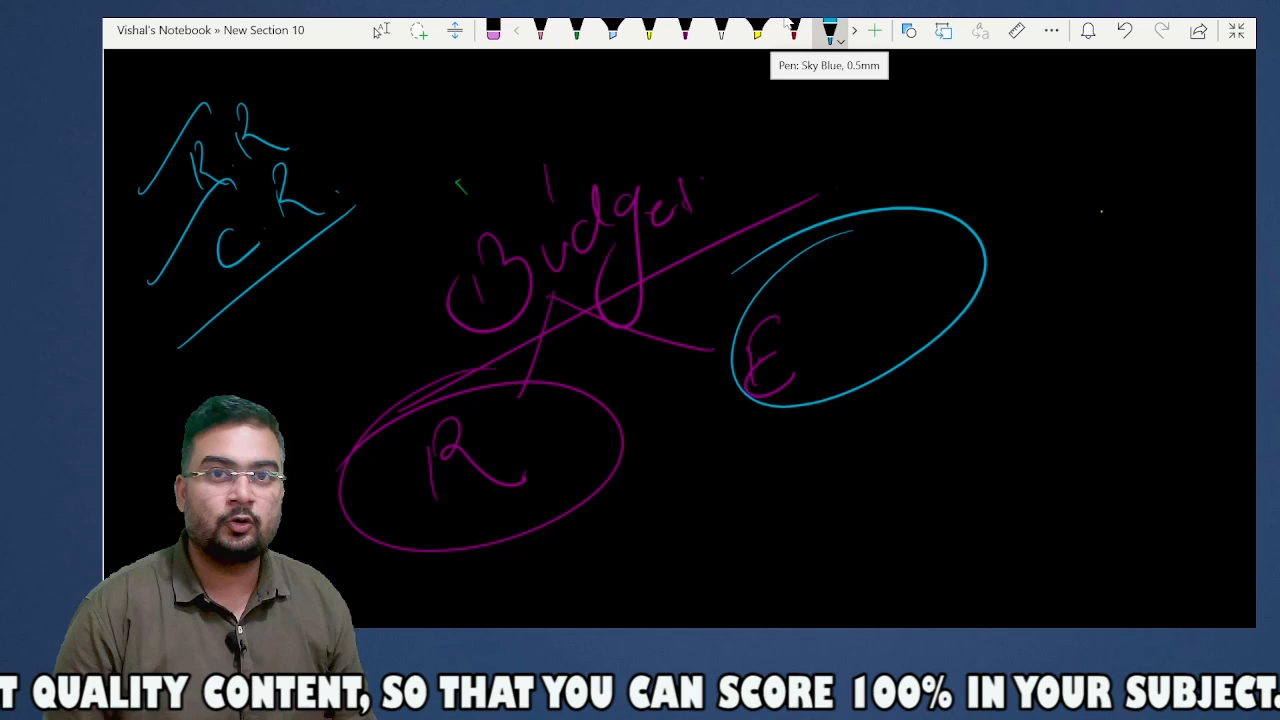 Vishal's Notebook » New Section 10
Pen: Sky Blue, 0.5mm
R R
R
C
Budget
E
R
T QUALITY CONTENT, SO THAT YOU CAN SCORE 100% IN YOUR SUBJECT.